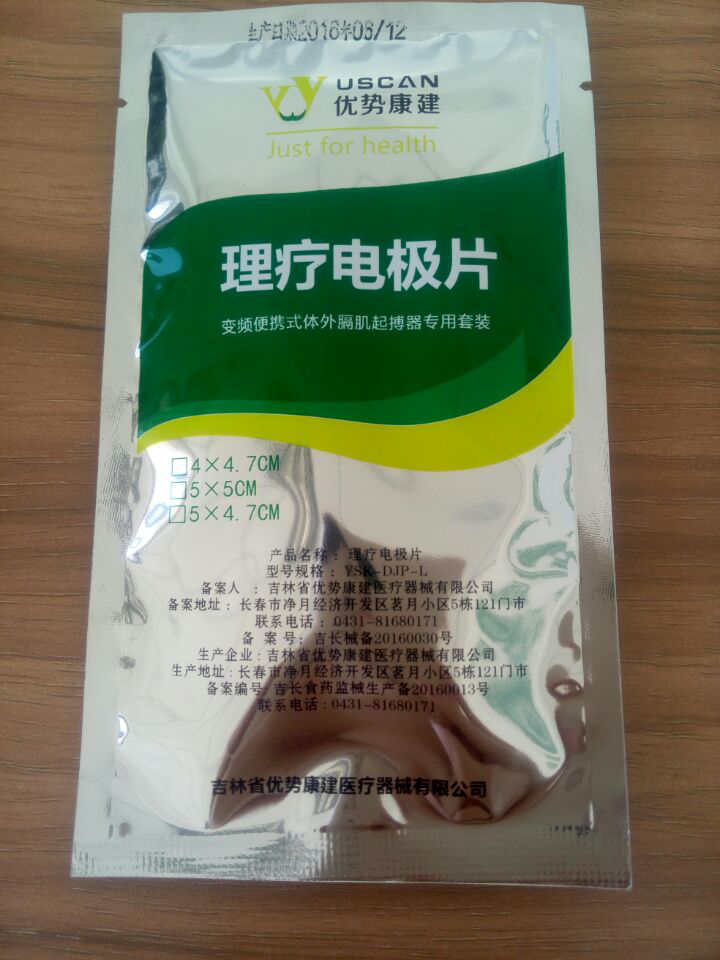 生产日期2016年08/12
USCAN
优势康建
Just for health
理疗电极片
变频便携式体外膈肌起搏器专用套装
□4×4.7CM
□5×5CM
□5×4.7CM
产品名称：理疗电极片
型号规格：YSK-DJP-L
备案人：吉林省优势康建医疗器械有限公司
备案地址：长春市净月经济开发区茗月小区5栋121门市
联系电话：0431-81680171
备案号：吉长械备20160030号
生产企业：吉林省优势康建医疗器械有限公司
生产地址：长春市净月经济开发区茗月小区5栋121门市
备案编号：吉长食药监械生产备20160013号
联系电话：0431-81680171
吉林省优势康建医疗器械有限公司